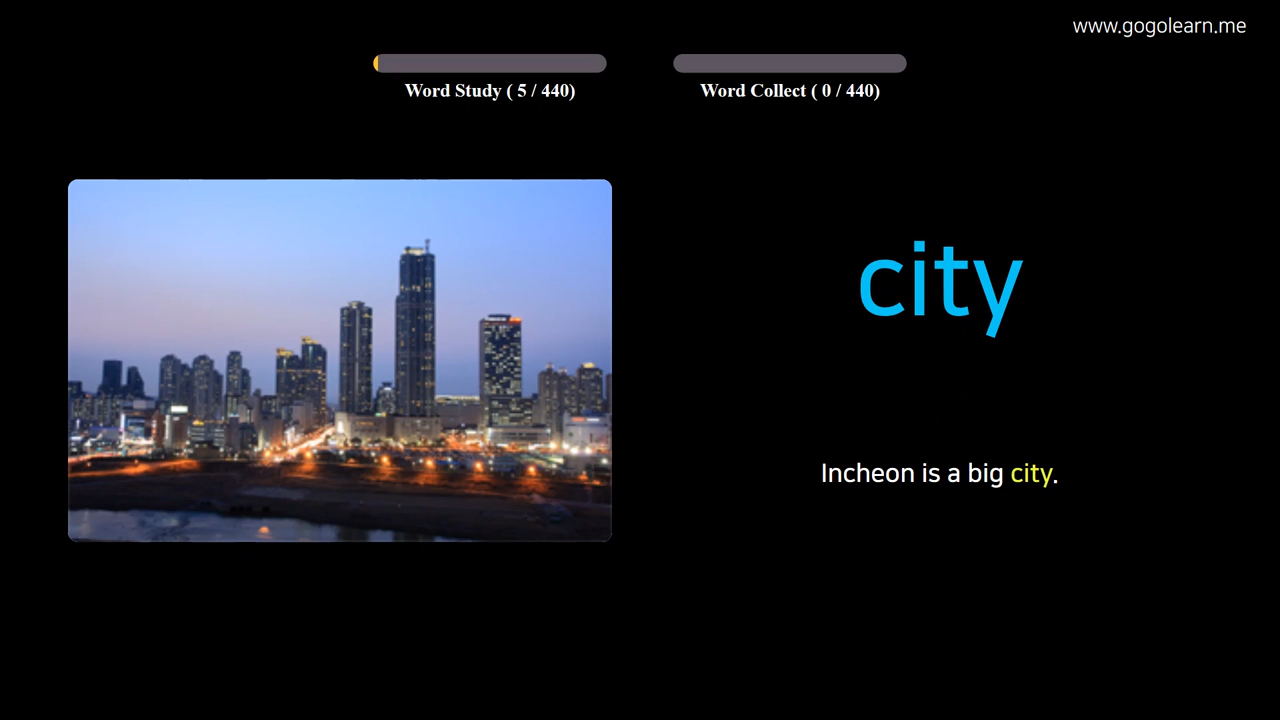 www.gogolearn.me
Word Study ( 5 / 440)
Word Collect ( 0 / 440)
city
Incheon is a big city.